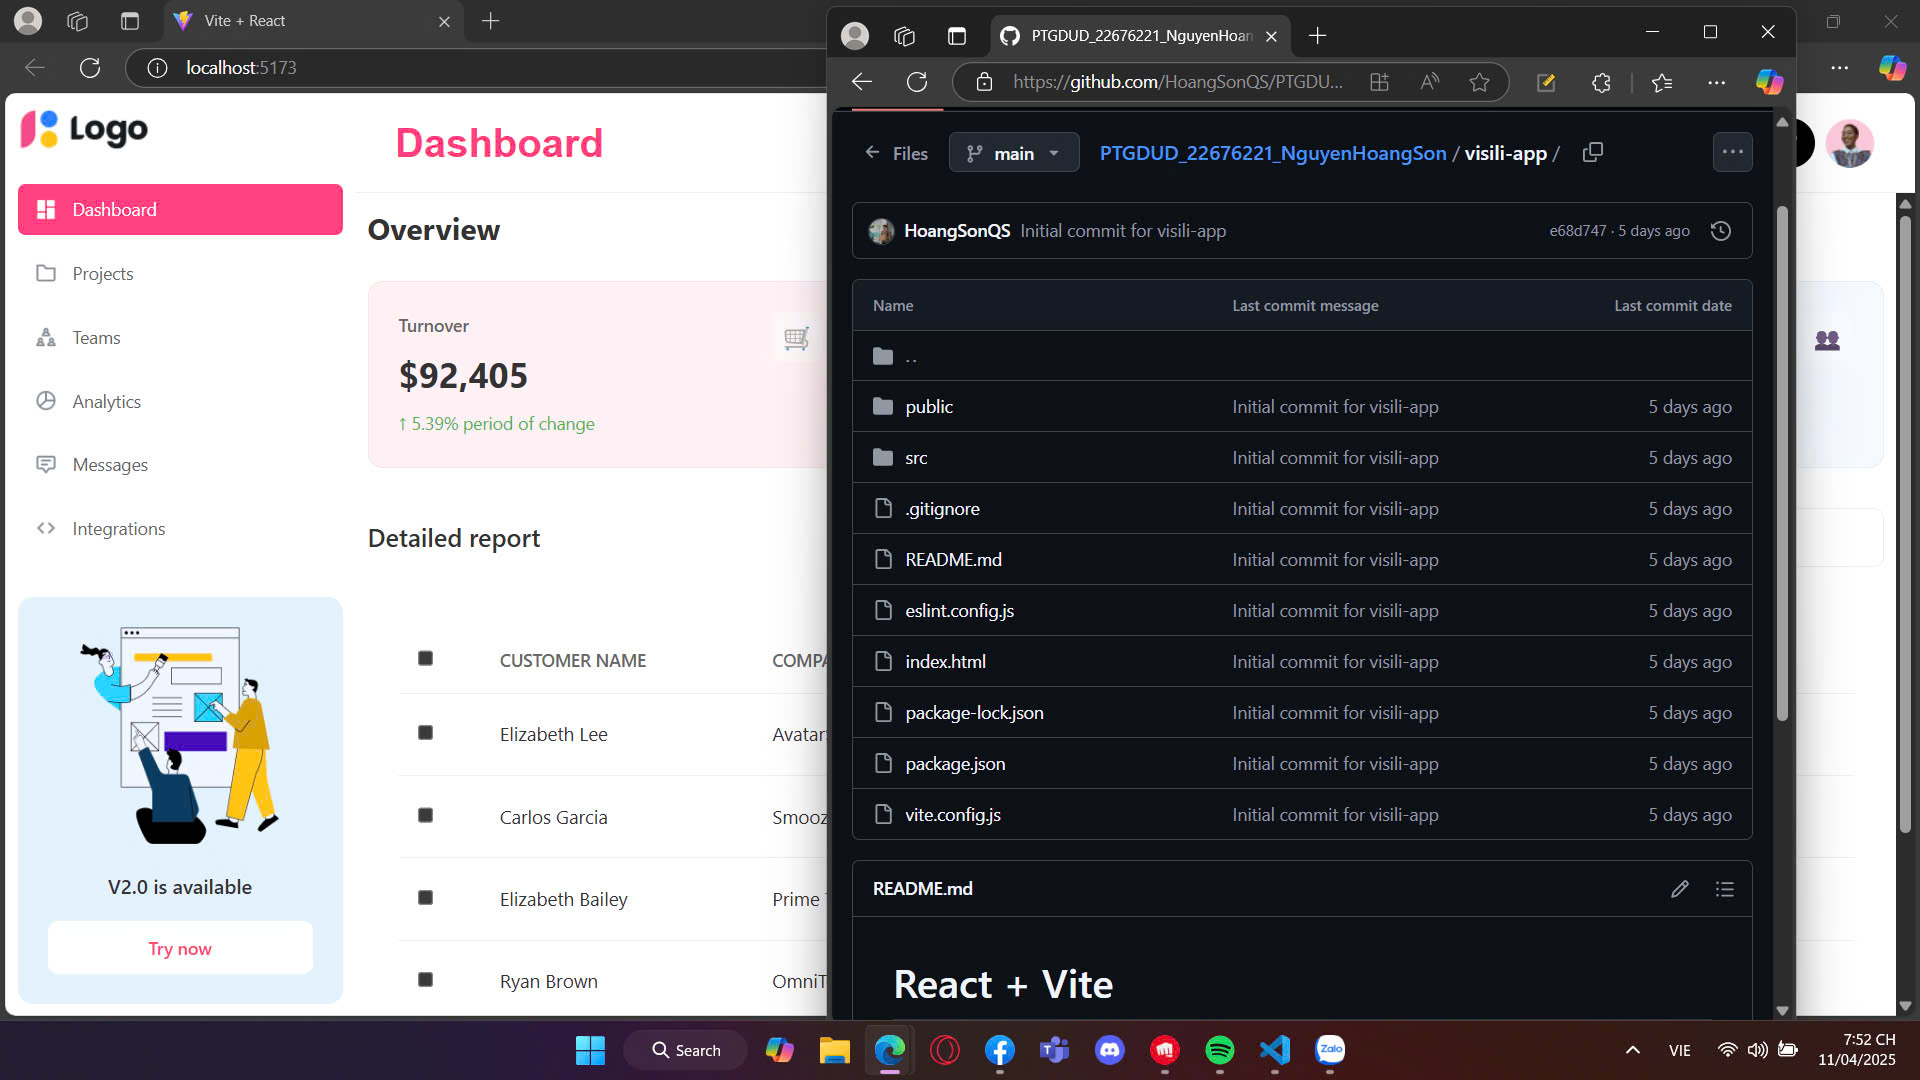 Vite + React
localhost:5173
Logo
Dashboard
Dashboard
Projects
Teams
Analytics
Messages
Integrations
V2.0 is available
Try now
Overview
Turnover
$92,405
↑ 5.39% period of change
Detailed report
CUSTOMER NAME
Elizabeth Lee
Carlos Garcia
Smooz
Elizabeth Bailey
Prime
Ryan Brown
PTGDUD_22676221_NguyenHoan
https://github.com/HoangSonQS/PTGDU...
Files
main
PTGDUD_22676221_NguyenHoangSon / visili-app /
HoangSonQS Initial commit for visili-app
e68d747 · 5 days ago
Name Last commit message Last commit date
..
public Initial commit for visili-app 5 days ago
src Initial commit for visili-app 5 days ago
.gitignore Initial commit for visili-app 5 days ago
README.md Initial commit for visili-app 5 days ago
eslint.config.js Initial commit for visili-app 5 days ago
index.html Initial commit for visili-app 5 days ago
package-lock.json Initial commit for visili-app 5 days ago
package.json Initial commit for visili-app 5 days ago
vite.config.js Initial commit for visili-app 5 days ago
README.md
React + Vite
Search
Zalo
VIE
7:52 CH
11/04/2025